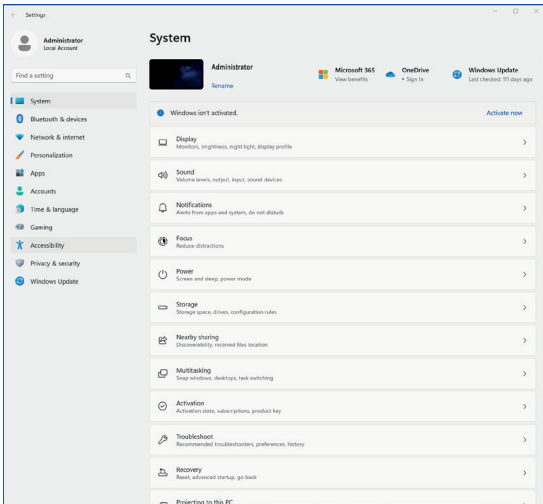 Settings
Administrator
Local Account
Find a setting
System
Bluetooth & devices
Network & internet
Personalization
Apps
Accounts
Time & language
Gaming
Accessibility
Privacy & security
Windows Update
System
Administrator
Rename
Microsoft 365
View benefits
OneDrive
• Sign In
Windows Update
Last checked: 111 days ago
Windows isn't activated.
Activate now
Display
Monitors, brightness, night light, display profile
Sound
Volume levels, output, input, sound devices
Notifications
Alerts from apps and system, do not disturb
Focus
Reduce distractions
Power
Screen and sleep, power mode
Storage
Storage space, drives, configuration rules
Nearby sharing
Discoverability, received files location
Multitasking
Snap windows, desktops, task switching
Activation
Activation state, subscriptions, product key
Troubleshoot
Recommended troubleshooters, preferences, history
Recovery
Reset, advanced startup, go back
Projecting to this PC